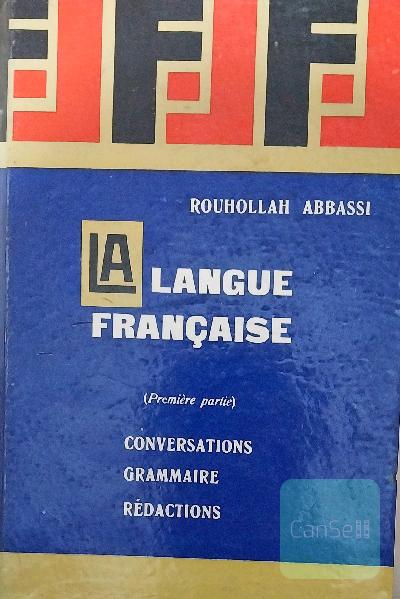 ROUHOLLAH ABBASSI
LA LANGUE
FRANÇAISE
(Première partie)
CONVERSATIONS
GRAMMAIRE
RÉDACTIONS
CanSell